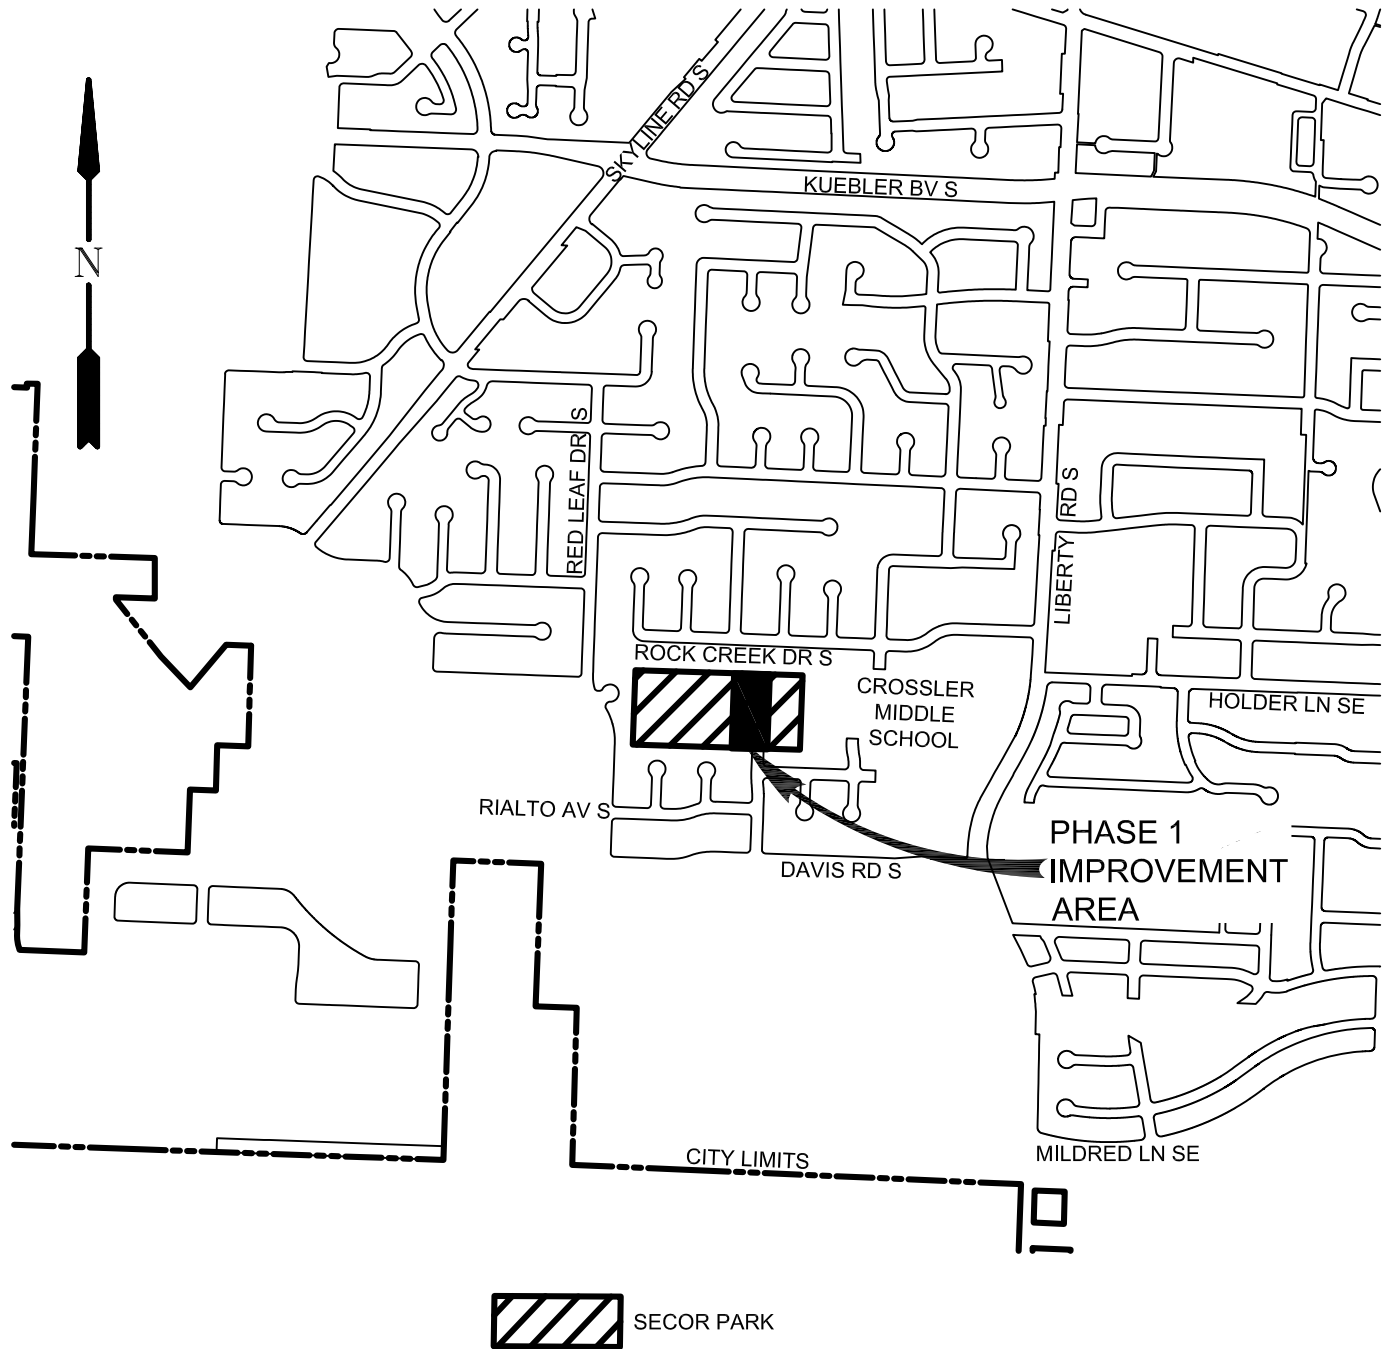 SKYLINE RD S
KUEBLER BV S
N
RED LEAF DR S
LIBERTY RD S
ROCK CREEK DR S
CROSSLER
MIDDLE
SCHOOL
HOLDER LN SE
RIALTO AV S
PHASE 1
IMPROVEMENT
AREA
DAVIS RD S
MILDRED LN SE
CITY LIMITS
SECOR PARK